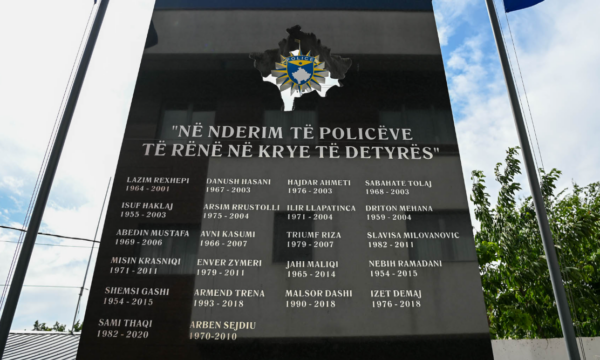 POLICE
"NË NDERIM TË POLICËVE
TË RËNË NË KRYE TË DETYRËS"
LAZIM REXHEPI DANUSH HASANI HAJDAR AHMETI SABAHATE TOLAJ
1964 - 2001 1967 - 2003 1976 - 2003 1968 - 2003
ISUF HAKLAJ ARSIM RRUSTOLLI ILIR LLAPATINCA DRITON MEHANA
1955 - 2003 1975 - 2004 1971 - 2004 1959 - 2004
ABEDIN MUSTAFA AVNI KASUMI TRIUMF RIZA SLAVISA MILOVANOVIC
1969 - 2006 1966 - 2007 1979 - 2007 1982 - 2011
MISIN KRASNIQI ENVER ZYMERI JAHI MALIQI NEBIH RAMADANI
1971 - 2011 1979 - 2011 1965 - 2014 1954 - 2015
SHEMSI GASHI ARMEND TRENA MALSOR DASHI IZET DEMAJ
1954 - 2015 1993 - 2018 1990 - 2018 1976 - 2018
SAMI THAQI ARBEN SEJDIU
1982 - 2020 1970-2010